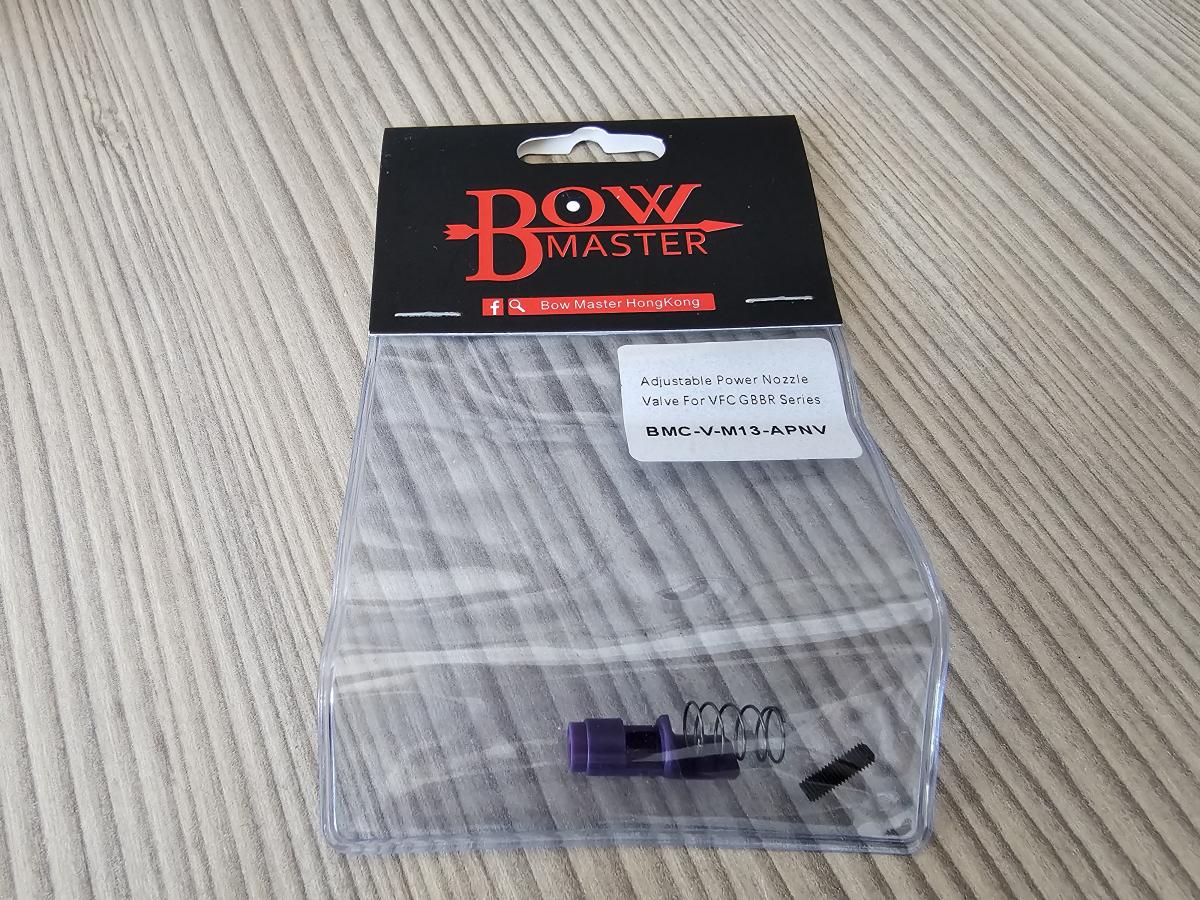 BOW
MASTER
f Bow Master HongKong
Adjustable Power Nozzle
Valve For VFC GBBR Series
BMC-V-M13-APNV